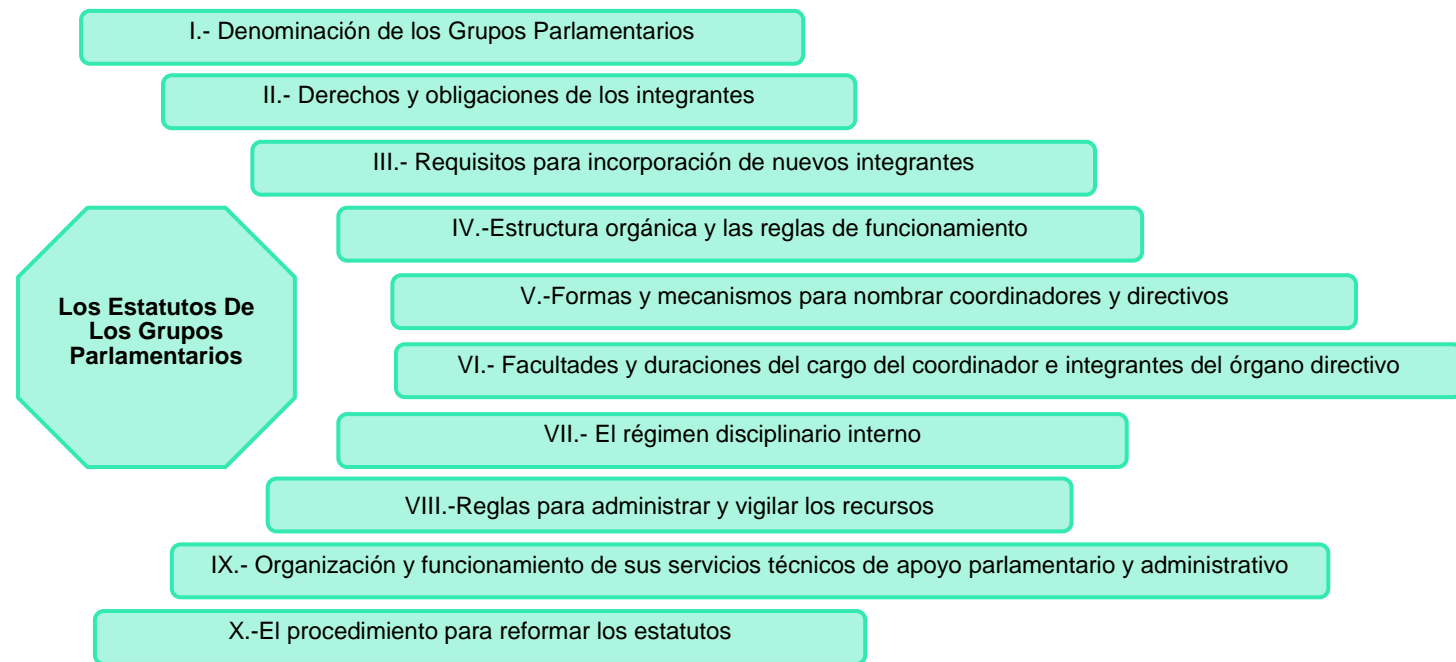 I.- Denominación de los Grupos Parlamentarios
II.- Derechos y obligaciones de los integrantes
III.- Requisitos para incorporación de nuevos integrantes
IV.-Estructura orgánica y las reglas de funcionamiento
Los Estatutos De
Los Grupos
Parlamentarios
V.-Formas y mecanismos para nombrar coordinadores y directivos
VI.- Facultades y duraciones del cargo del coordinador e integrantes del órgano directivo
VII.- El régimen disciplinario interno
VIII.-Reglas para administrar y vigilar los recursos
IX.- Organización y funcionamiento de sus servicios técnicos de apoyo parlamentario y administrativo
X.-El procedimiento para reformar los estatutos